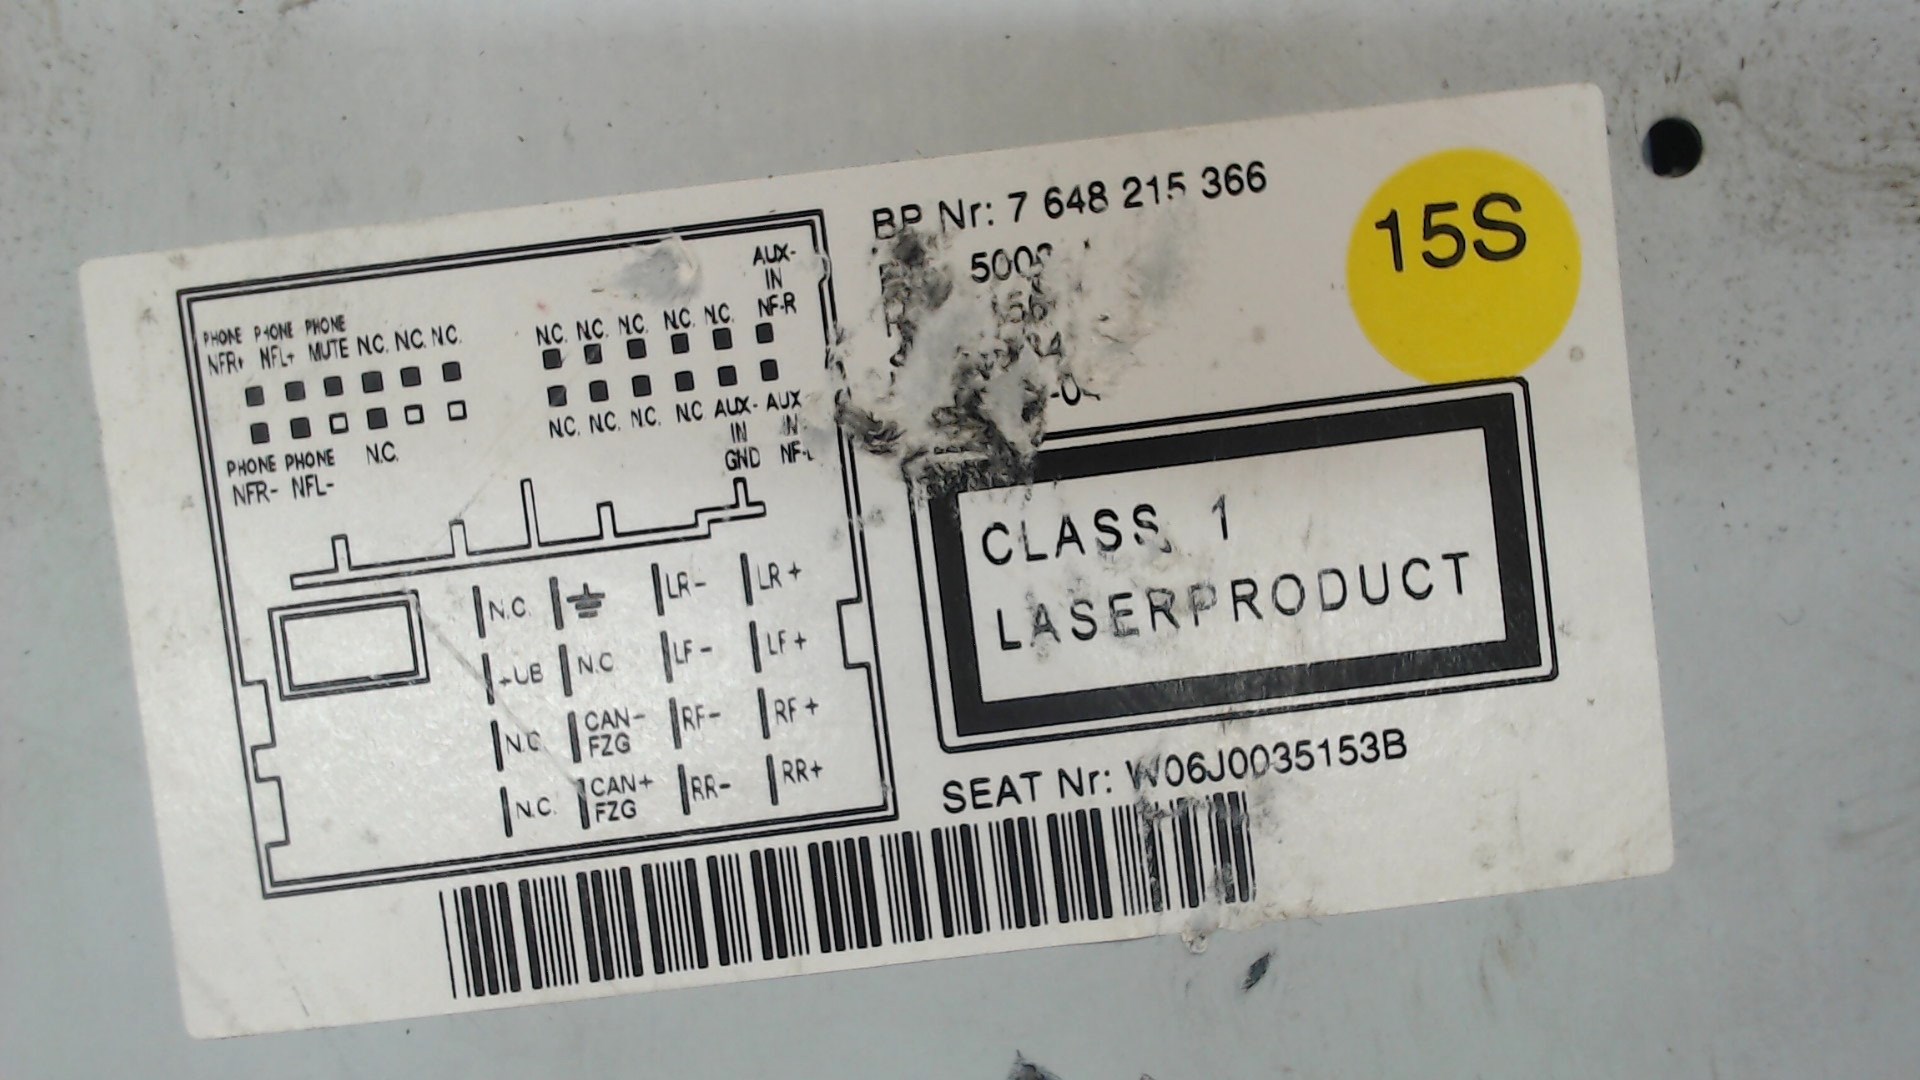 PHONE PHONE PHONE
NFR+ NFL+ MUTE N.C. N.C. N.C.
PHONE PHONE N.C.
NFR- NFL-
AUX-
IN
NF-R
N.C. N.C. N.C. N.C. N.C.
N.C. N.C. N.C. N.C AUX- AUX
IN IN
GND
N.C. LR- LR+
+UB N.C LF- LF+
N.C CAN- RF- RF+
FZG
N.C. CAN+ RR- RR+
FZG
BP Nr: 7 648 215 366
15S
CLASS 1
LASERPRODUCT
SEAT Nr: W06J0035153B